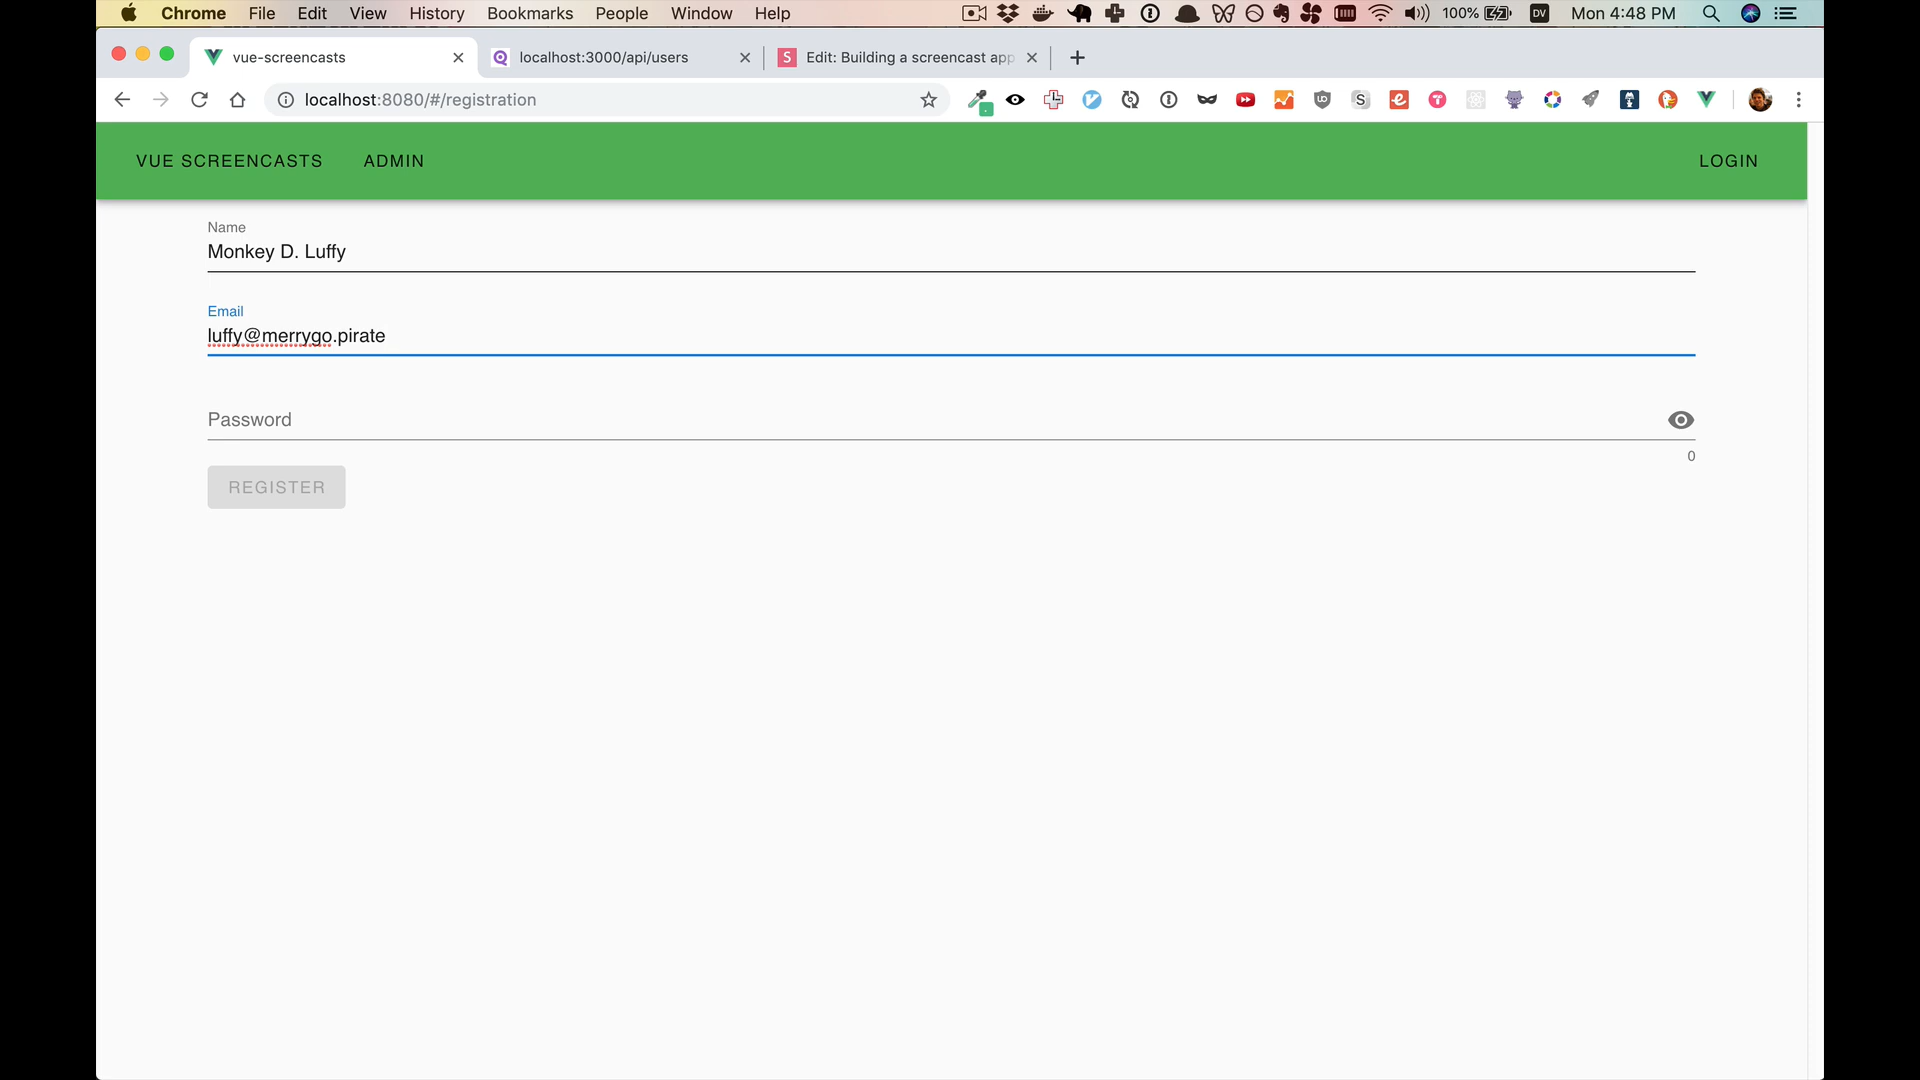 Chrome File Edit View History Bookmarks People Window Help 100% DV Mon 4:48 PM
vue-screencasts localhost:3000/api/users S Edit: Building a screencast app
localhost:8080/#/registration
VUE SCREENCASTS ADMIN LOGIN
Name
Monkey D. Luffy
Email
luffy@merrygo.pirate
Password
0
REGISTER